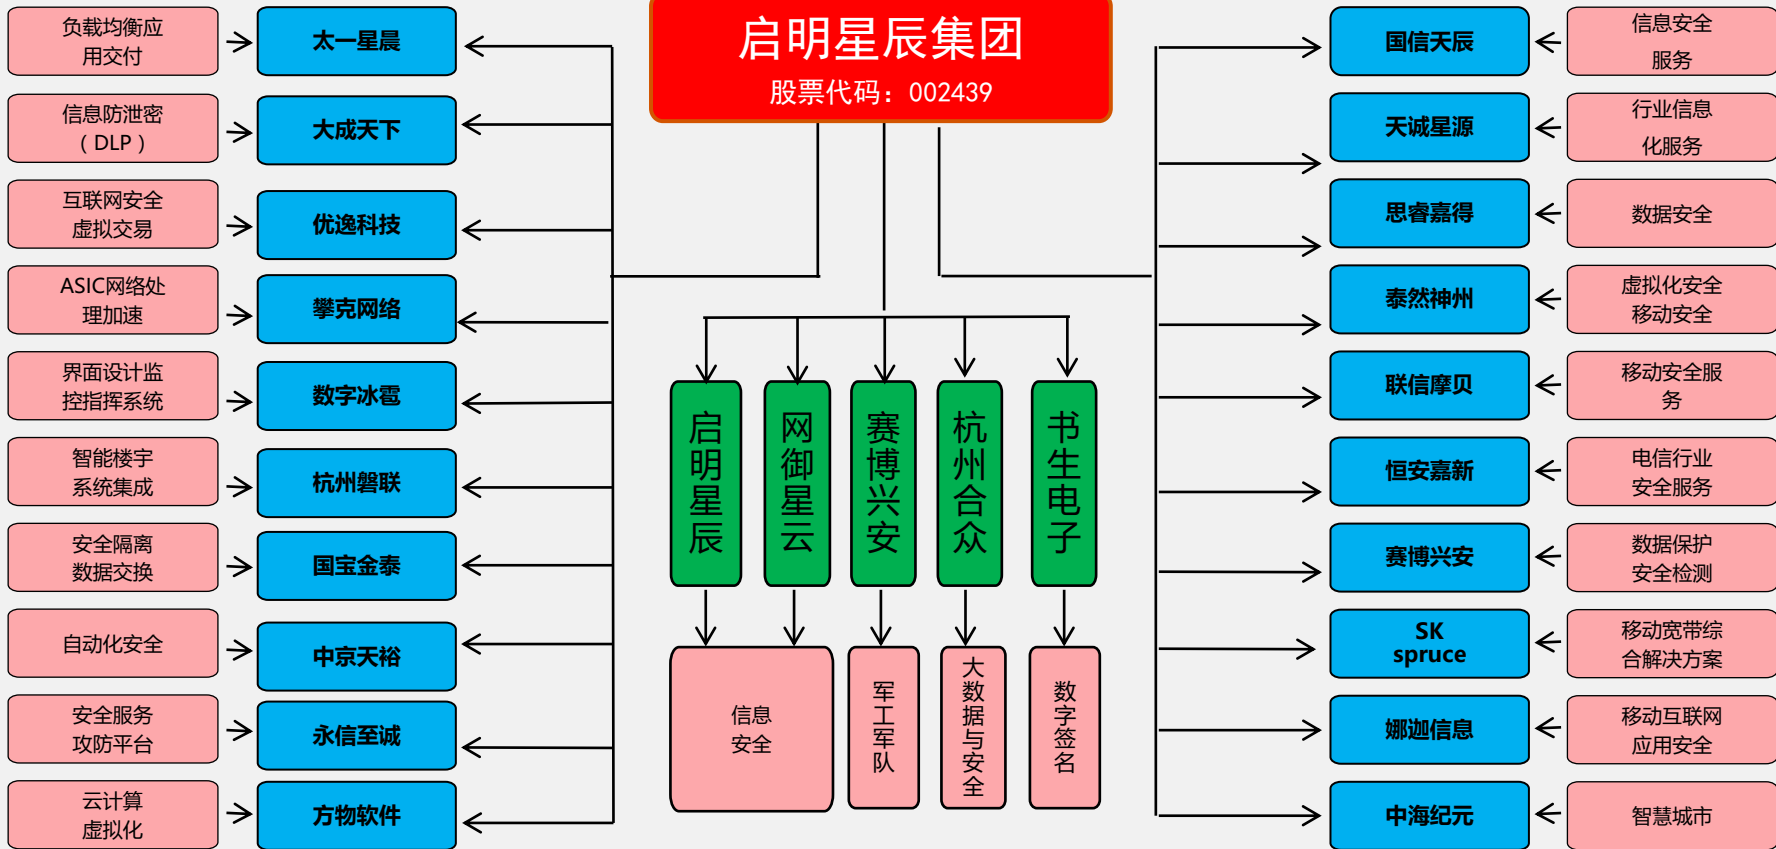 启明星辰集团
股票代码：002439
负载均衡应
用交付
太一星晨
信息防泄密
（DLP）
大成天下
互联网安全
虚拟交易
优逸科技
ASIC网络处
理加速
攀克网络
界面设计监
控指挥系统
数字冰雹
智能楼宇
系统集成
杭州磐联
安全隔离
数据交换
国宝金泰
自动化安全
中京天裕
安全服务
攻防平台
永信至诚
云计算
虚拟化
方物软件
启明星辰
网御星云
赛博兴安
杭州合众
书生电子
信息
安全
军工军队
大数据与安全
数字签名
国信天辰
信息安全
服务
天诚星源
行业信息
化服务
思睿嘉得
数据安全
泰然神州
虚拟化安全
移动安全
联信摩贝
移动安全服
务
恒安嘉新
电信行业
安全服务
赛博兴安
数据保护
安全检测
SK
spruce
移动宽带综
合解决方案
娜迦信息
移动互联网
应用安全
中海纪元
智慧城市